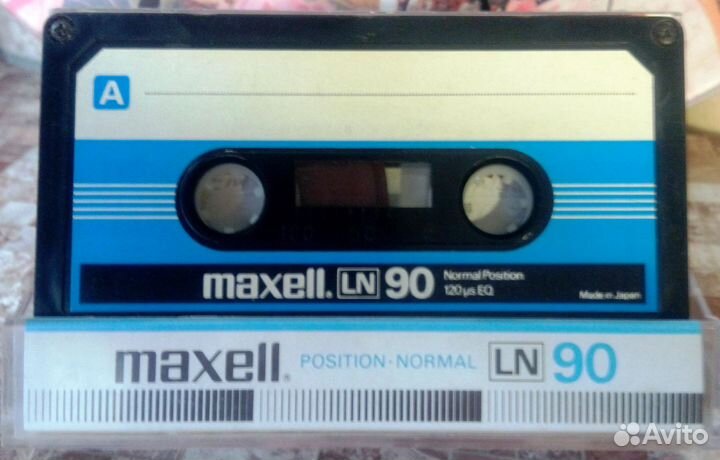 A
maxell. LN 90 Normal Position
120 µs EQ
Made in Japan
maxell. POSITION·NORMAL LN 90
Avito